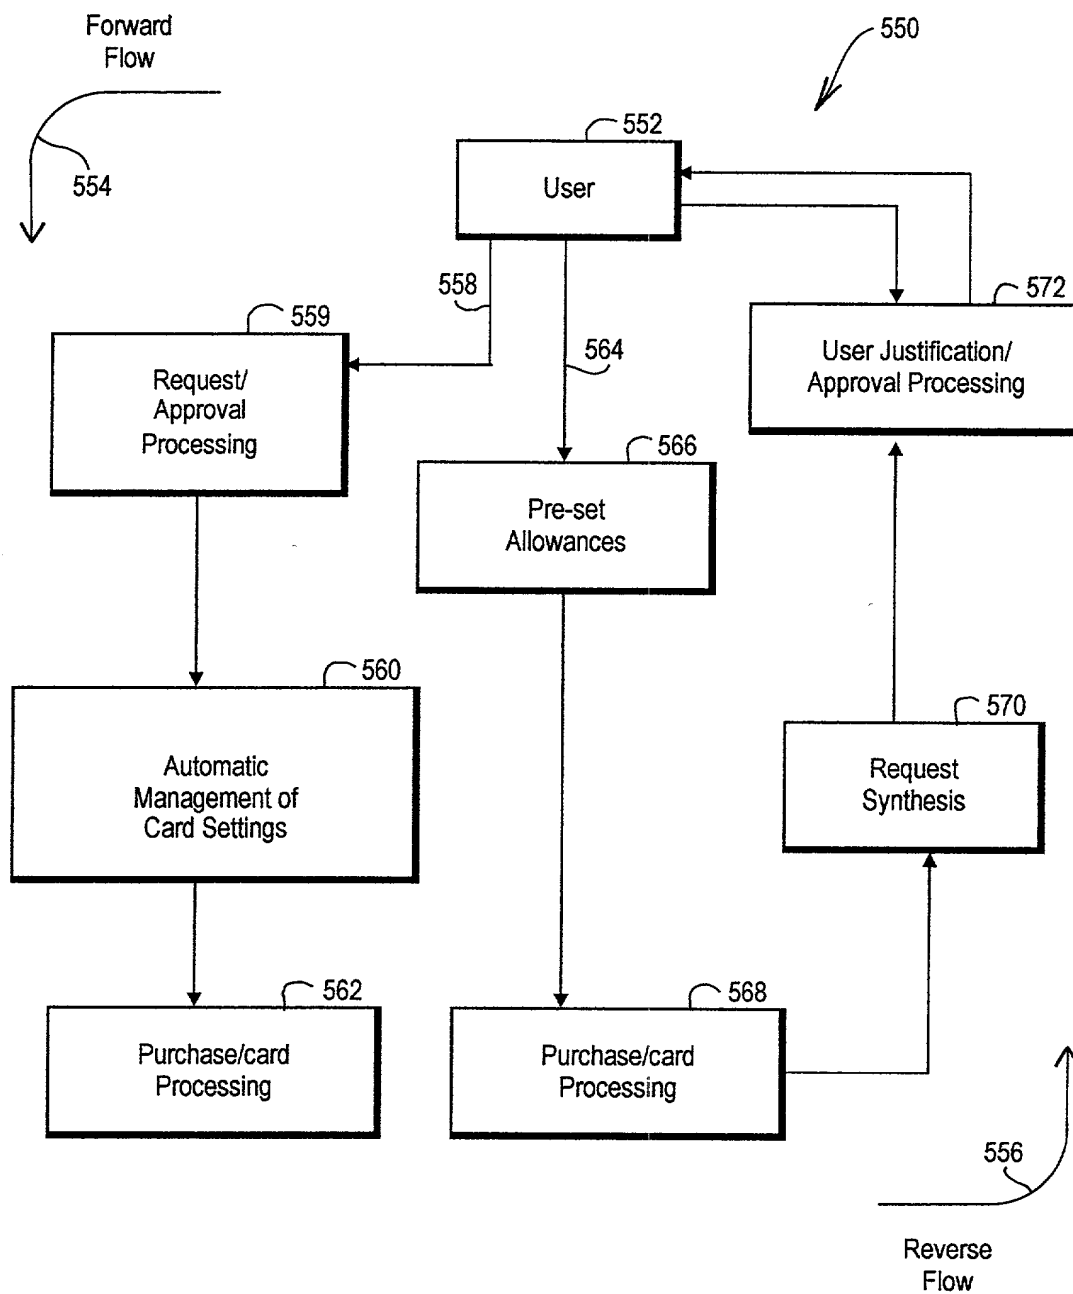 Forward
Flow
550
552
User
554
558
572
559
User Justification/
Approval Processing
564
Request/
Approval
Processing
566
Pre-set
Allowances
560
570
Automatic
Management of
Card Settings
Request
Synthesis
562
568
Purchase/card
Processing
Purchase/card
Processing
556
Reverse
Flow